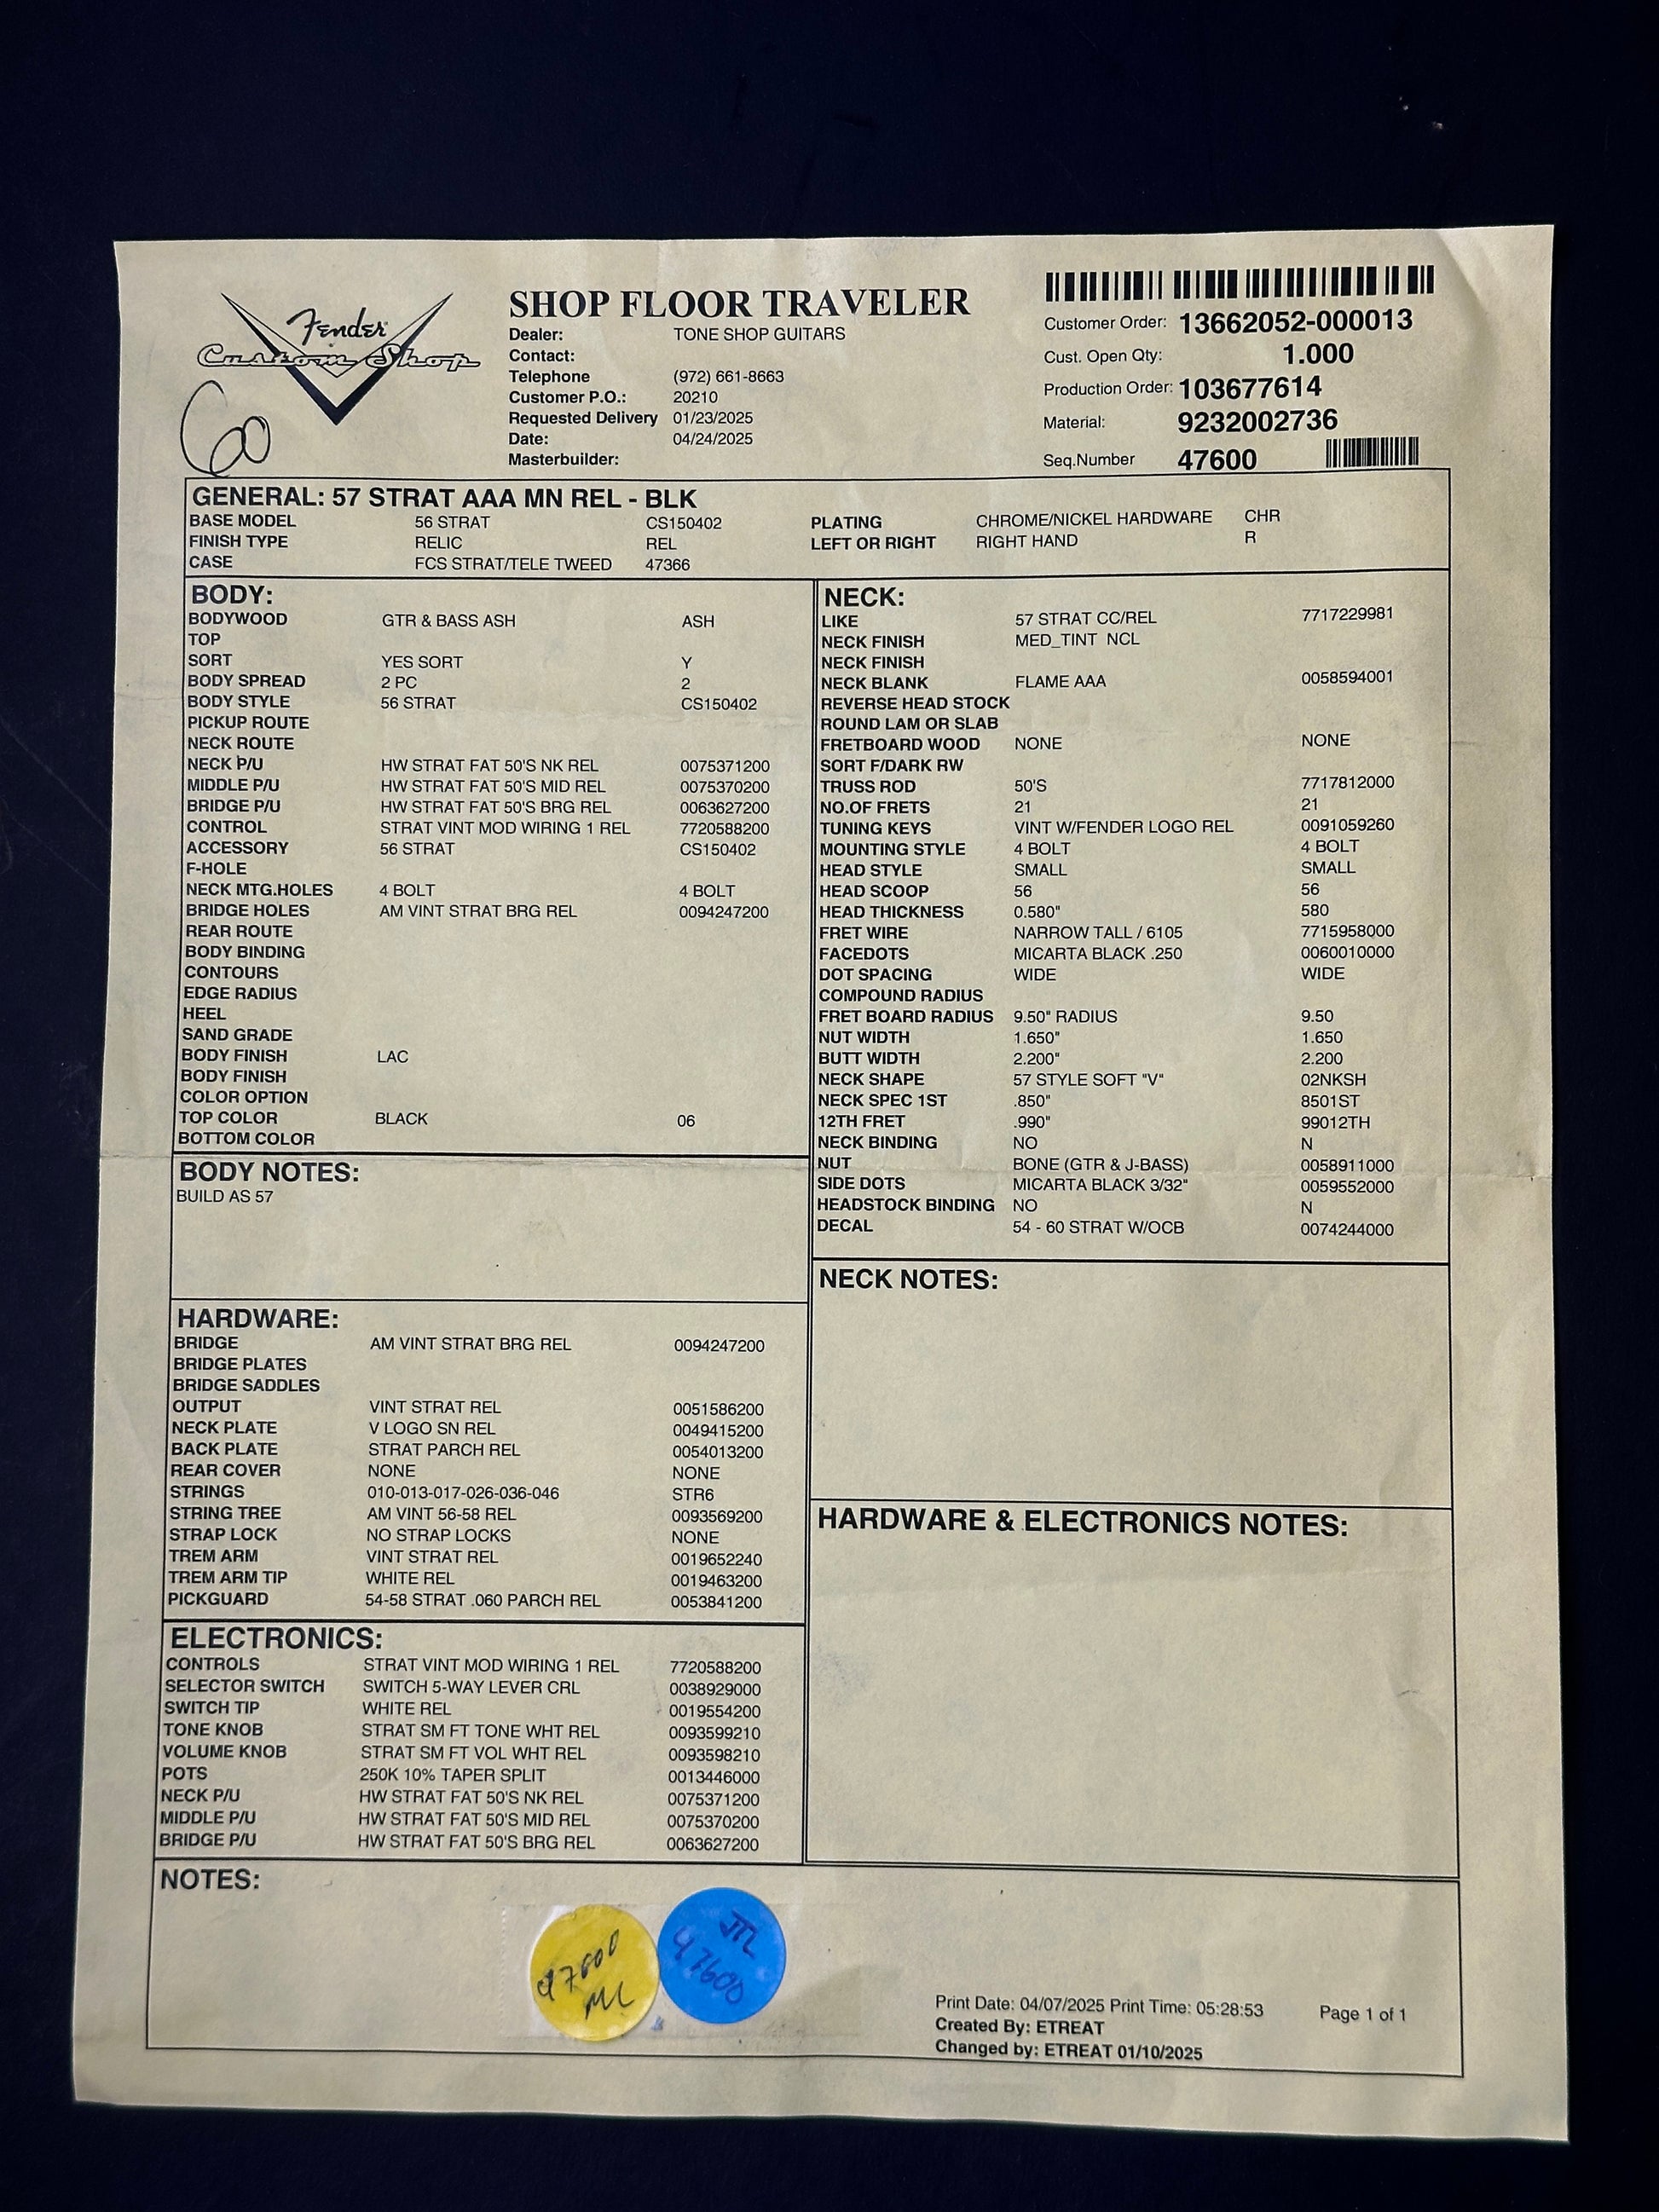 Fender
Custom Shop
60
SHOP FLOOR TRAVELER
Dealer: TONE SHOP GUITARS
Contact:
Telephone (972) 661-8663
Customer P.O.: 20210
Requested Delivery 01/23/2025
Date: 04/24/2025
Masterbuilder:
Customer Order: 13662052-000013
Cust. Open Qty: 1.000
Production Order: 103677614
Material: 9232002736
Seq.Number 47600
GENERAL: 57 STRAT AAA MN REL - BLK
BASE MODEL 56 STRAT CS150402
FINISH TYPE RELIC REL
CASE FCS STRAT/TELE TWEED 47366
PLATING CHROME/NICKEL HARDWARE CHR
LEFT OR RIGHT RIGHT HAND R
BODY:
BODYWOOD GTR & BASS ASH ASH
TOP
SORT YES SORT Y
BODY SPREAD 2 PC 2
BODY STYLE 56 STRAT CS150402
PICKUP ROUTE
NECK ROUTE
NECK P/U HW STRAT FAT 50'S NK REL 0075371200
MIDDLE P/U HW STRAT FAT 50'S MID REL 0075370200
BRIDGE P/U HW STRAT FAT 50'S BRG REL 0063627200
CONTROL STRAT VINT MOD WIRING 1 REL 7720588200
ACCESSORY 56 STRAT CS150402
F-HOLE
NECK MTG.HOLES 4 BOLT 4 BOLT
BRIDGE HOLES AM VINT STRAT BRG REL 0094247200
REAR ROUTE
BODY BINDING
CONTOURS
EDGE RADIUS
HEEL
SAND GRADE
BODY FINISH LAC
BODY FINISH
COLOR OPTION
TOP COLOR BLACK 06
BOTTOM COLOR
BODY NOTES:
BUILD AS 57
HARDWARE:
BRIDGE AM VINT STRAT BRG REL 0094247200
BRIDGE PLATES
BRIDGE SADDLES
OUTPUT VINT STRAT REL 0051586200
NECK PLATE V LOGO SN REL 0049415200
BACK PLATE STRAT PARCH REL 0054013200
REAR COVER NONE NONE
STRINGS 010-013-017-026-036-046 STR6
STRING TREE AM VINT 56-58 REL 0093569200
STRAP LOCK NO STRAP LOCKS NONE
TREM ARM VINT STRAT REL 0019652240
TREM ARM TIP WHITE REL 0019463200
PICKGUARD 54-58 STRAT .060 PARCH REL 0053841200
ELECTRONICS:
CONTROLS STRAT VINT MOD WIRING 1 REL 7720588200
SELECTOR SWITCH SWITCH 5-WAY LEVER CRL 0038929000
SWITCH TIP WHITE REL 0019554200
TONE KNOB STRAT SM FT TONE WHT REL 0093599210
VOLUME KNOB STRAT SM FT VOL WHT REL 0093598210
POTS 250K 10% TAPER SPLIT 0013446000
NECK P/U HW STRAT FAT 50'S NK REL 0075371200
MIDDLE P/U HW STRAT FAT 50'S MID REL 0075370200
BRIDGE P/U HW STRAT FAT 50'S BRG REL 0063627200
NECK:
LIKE 57 STRAT CC/REL 7717229981
NECK FINISH MED_TINT NCL
NECK FINISH
NECK BLANK FLAME AAA 0058594001
REVERSE HEAD STOCK
ROUND LAM OR SLAB
FRETBOARD WOOD NONE NONE
SORT F/DARK RW
TRUSS ROD 50'S 7717812000
NO.OF FRETS 21 21
TUNING KEYS VINT W/FENDER LOGO REL 0091059260
MOUNTING STYLE 4 BOLT 4 BOLT
HEAD STYLE SMALL SMALL
HEAD SCOOP 56 56
HEAD THICKNESS 0.580" 580
FRET WIRE NARROW TALL / 6105 7715958000
FACEDOTS MICARTA BLACK .250 0060010000
DOT SPACING WIDE WIDE
COMPOUND RADIUS
FRET BOARD RADIUS 9.50" RADIUS 9.50
NUT WIDTH 1.650" 1.650
BUTT WIDTH 2.200" 2.200
NECK SHAPE 57 STYLE SOFT "V" 02NKSH
NECK SPEC 1ST .850" 8501ST
12TH FRET .990" 99012TH
NECK BINDING NO N
NUT BONE (GTR & J-BASS) 0058911000
SIDE DOTS MICARTA BLACK 3/32" 0059552000
HEADSTOCK BINDING NO N
DECAL 54 - 60 STRAT W/OCB 0074244000
NECK NOTES:
HARDWARE & ELECTRONICS NOTES:
NOTES:
47600
ML
JTL
47600
Print Date: 04/07/2025 Print Time: 05:28:53 Page 1 of 1
Created By: ETREAT
Changed by: ETREAT 01/10/2025